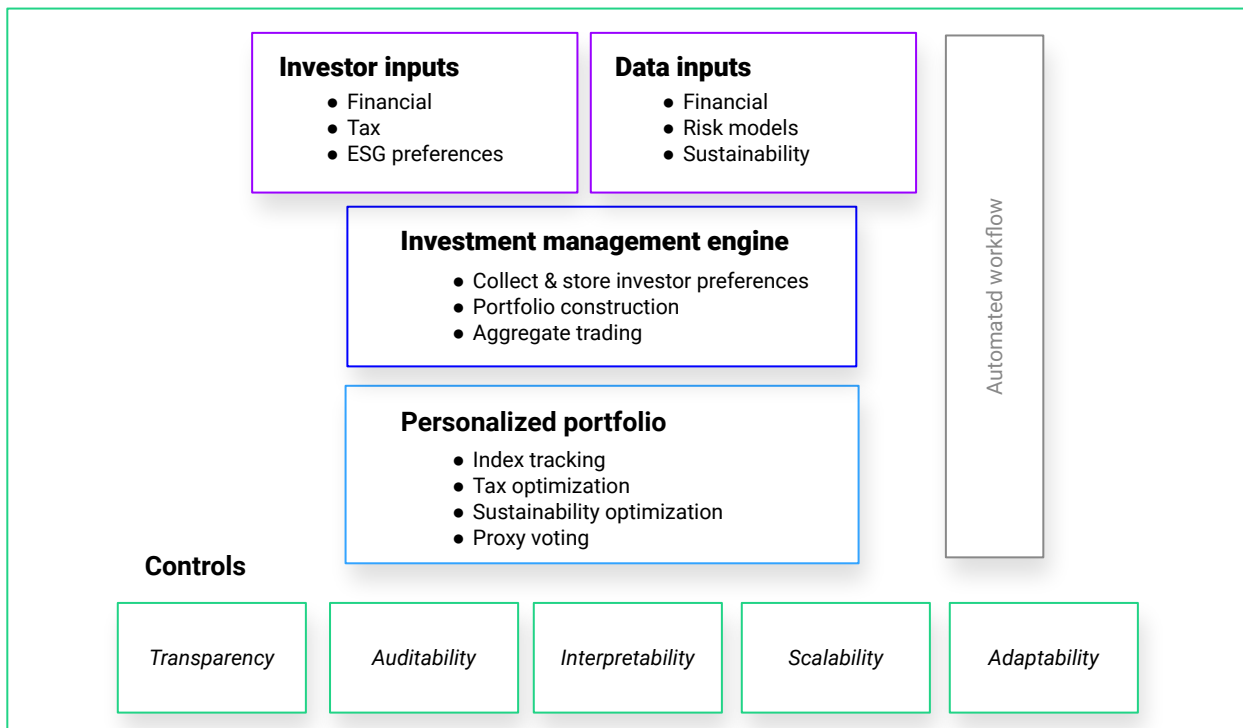 Investor inputs
● Financial
● Tax
● ESG preferences
Data inputs
● Financial
● Risk models
● Sustainability
Automated workflow
Investment management engine
● Collect & store investor preferences
● Portfolio construction
● Aggregate trading
Personalized portfolio
● Index tracking
● Tax optimization
● Sustainability optimization
● Proxy voting
Controls
Transparency
Auditability
Interpretability
Scalability
Adaptability